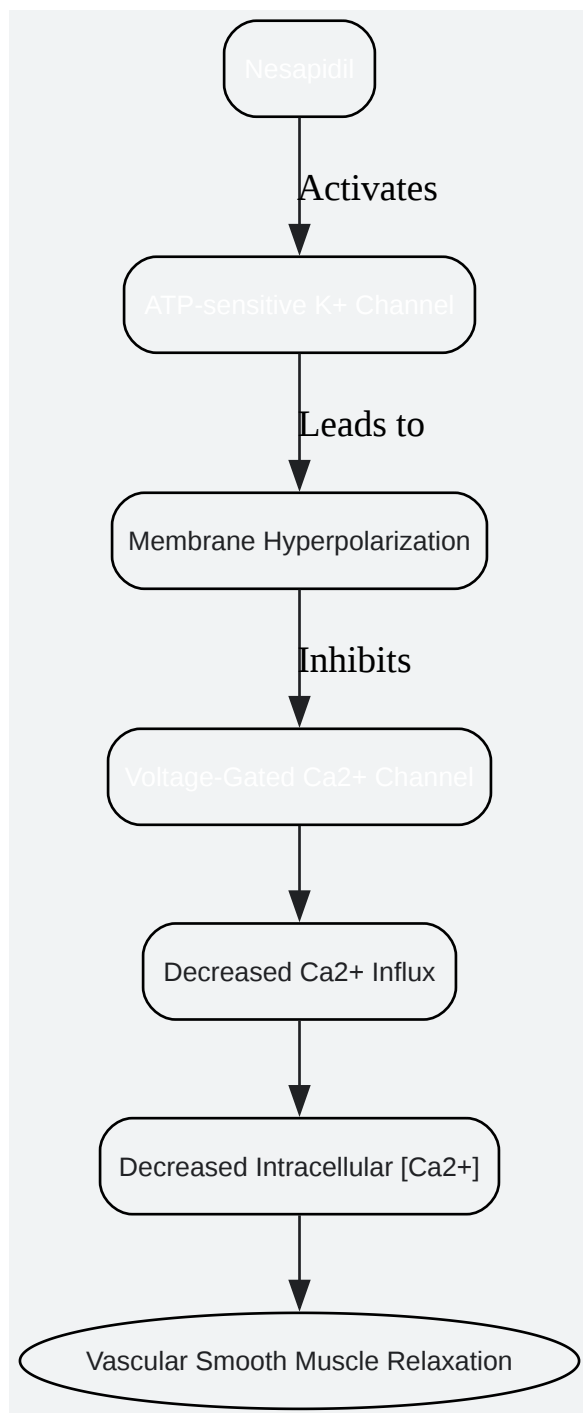 Nesapidil
Activates
ATP-sensitive K+ Channel
Leads to
Membrane Hyperpolarization
Inhibits
Voltage-Gated Ca2+ Channel
Decreased Ca2+ Influx
Decreased Intracellular [Ca2+]
Vascular Smooth Muscle Relaxation